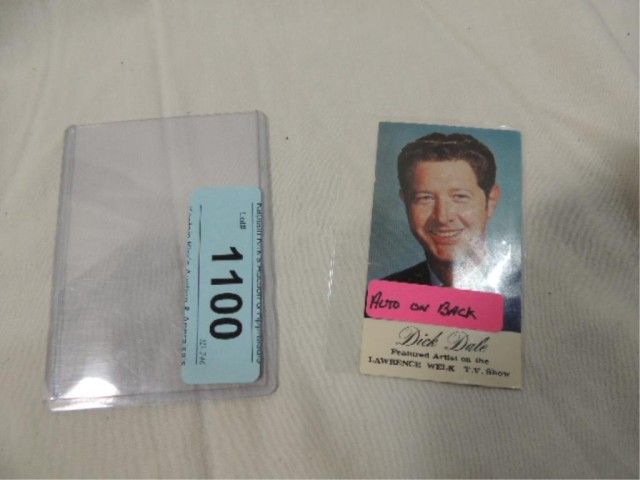 Lot#
1100
AUTO ON BACK
Dick Dale
Featured Artist on the
LAWRENCE WELK T.V. Show